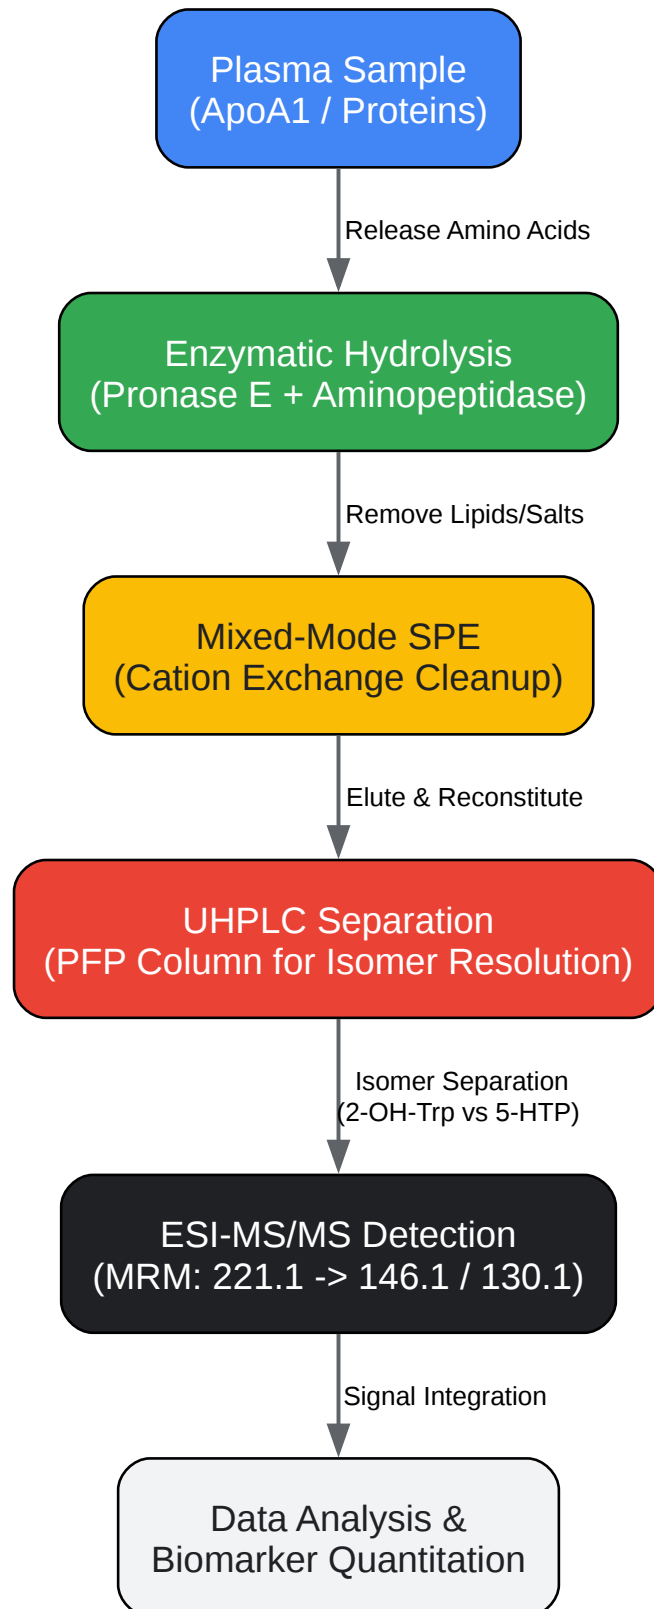 Plasma Sample
(ApoA1 / Proteins)
Release Amino Acids
Enzymatic Hydrolysis
(Pronase E + Aminopeptidase)
Remove Lipids/Salts
Mixed-Mode SPE
(Cation Exchange Cleanup)
Elute & Reconstitute
UHPLC Separation
(PFP Column for Isomer Resolution)
Isomer Separation
(2-OH-Trp vs 5-HTP)
ESI-MS/MS Detection
(MRM: 221.1 -> 146.1 / 130.1)
Signal Integration
Data Analysis &
Biomarker Quantitation